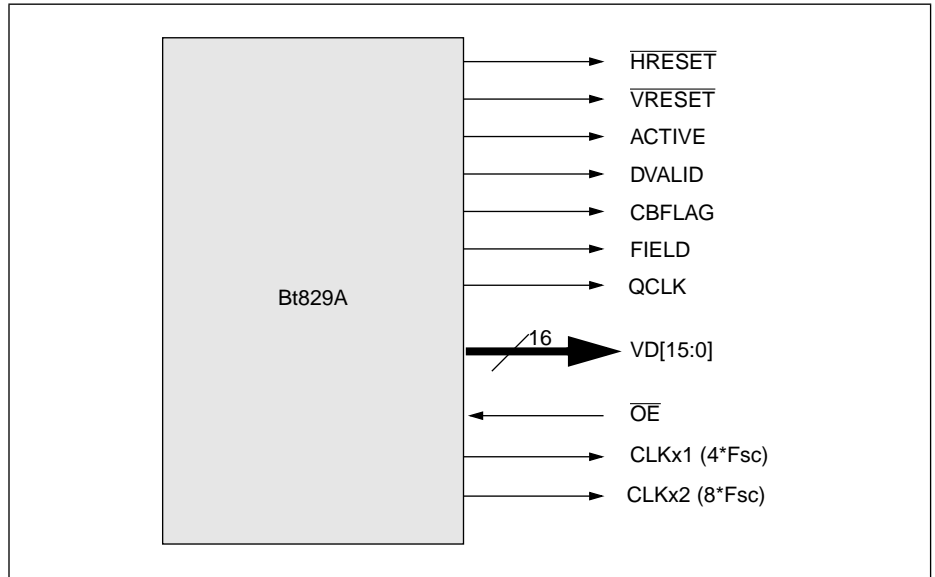 HRESET
VRESET
ACTIVE
DVALID
CBFLAG
FIELD
QCLK
Bt829A
16
VD[15:0]
OE
CLKx1 (4*Fsc)
CLKx2 (8*Fsc)